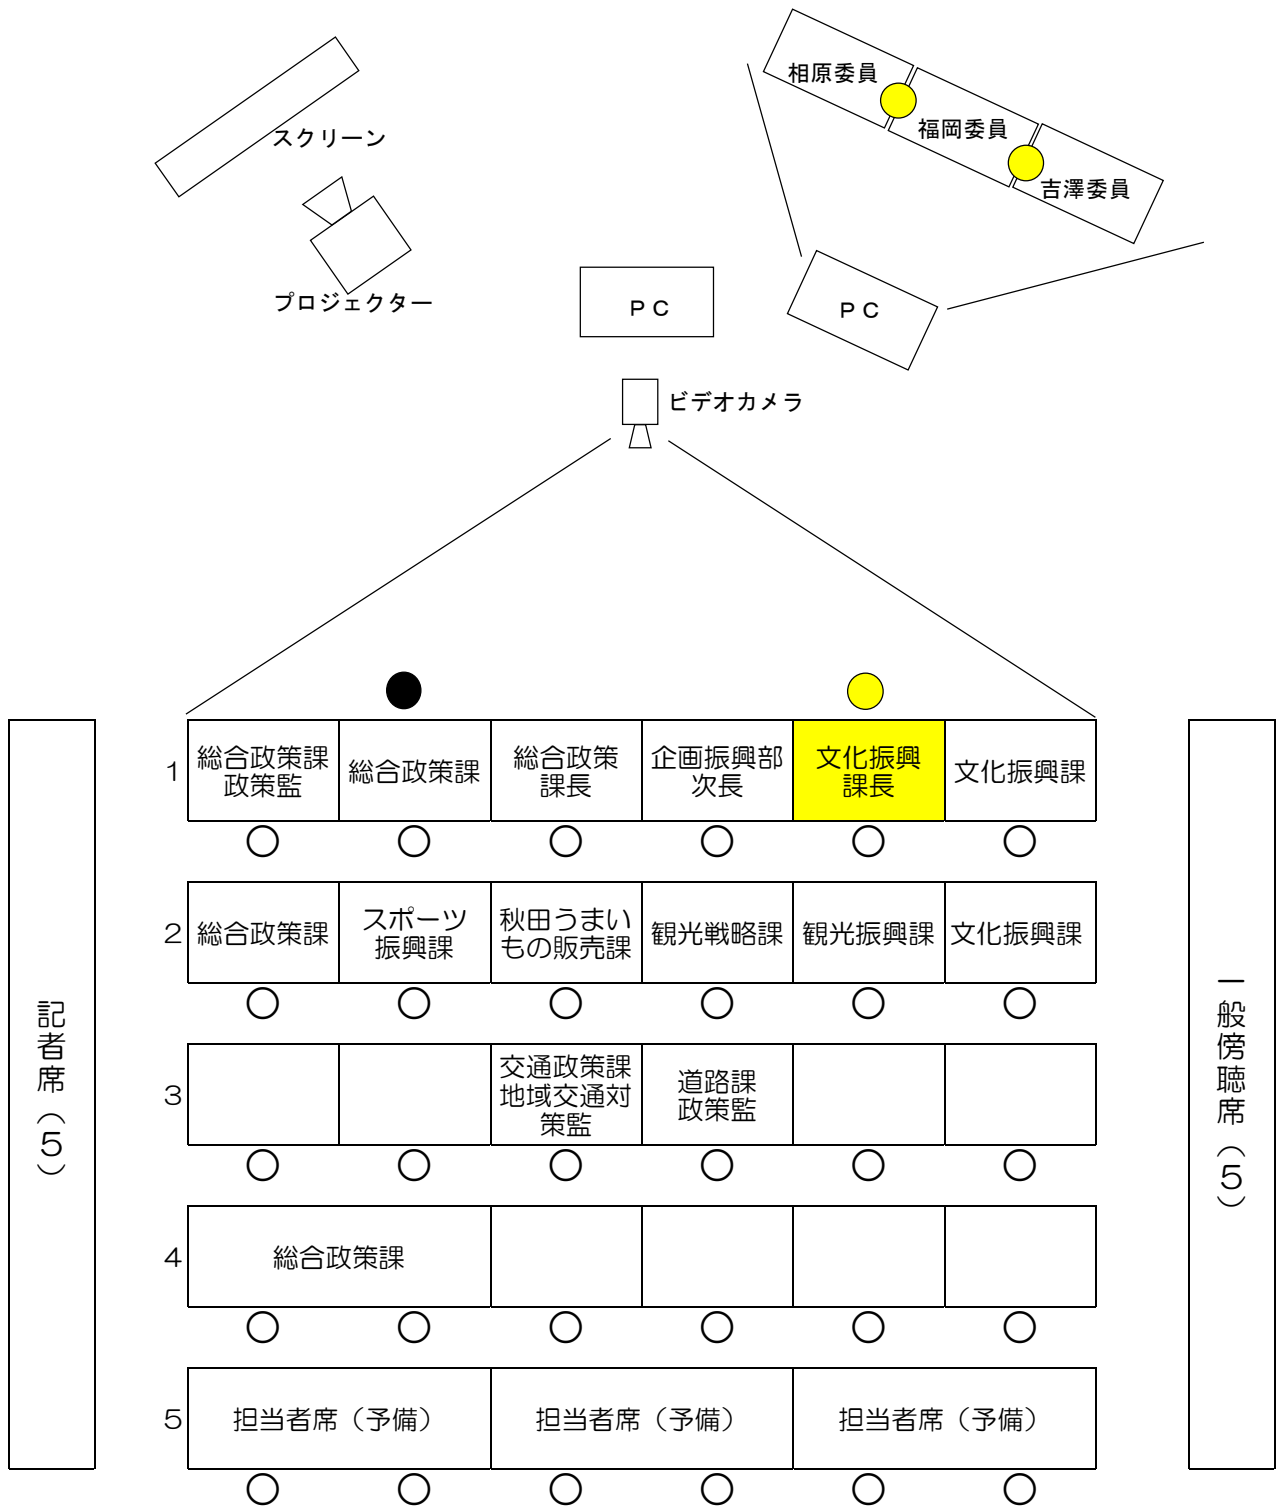 相原委員
福岡委員
吉澤委員
スクリーン
プロジェクター
ＰＣ
ＰＣ
ビデオカメラ
1
総合政策課
政策監
総合政策課
総合政策
課長
企画振興部
次長
文化振興
課長
文化振興課
2
総合政策課
スポーツ
振興課
秋田うまい
もの販売課
観光戦略課
観光振興課
文化振興課
3
交通政策課
地域交通対
策監
道路課
政策監
4
総合政策課
5
担当者席（予備）
担当者席（予備）
担当者席（予備）
記者席（５）
一般傍聴席（５）